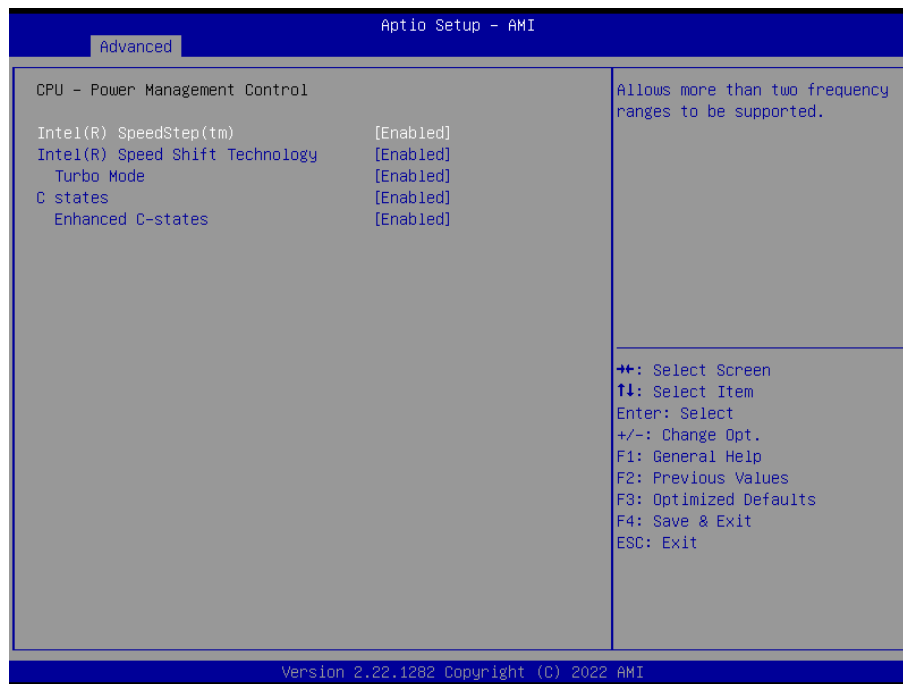 Aptio Setup – AMI
Advanced
CPU – Power Management Control
Intel(R) SpeedStep(tm) [Enabled]
Intel(R) Speed Shift Technology [Enabled]
Turbo Mode [Enabled]
C states [Enabled]
Enhanced C-states [Enabled]
Allows more than two frequency
ranges to be supported.
→←: Select Screen
↑↓: Select Item
Enter: Select
+/-: Change Opt.
F1: General Help
F2: Previous Values
F3: Optimized Defaults
F4: Save & Exit
ESC: Exit
Version 2.22.1282 Copyright (C) 2022 AMI